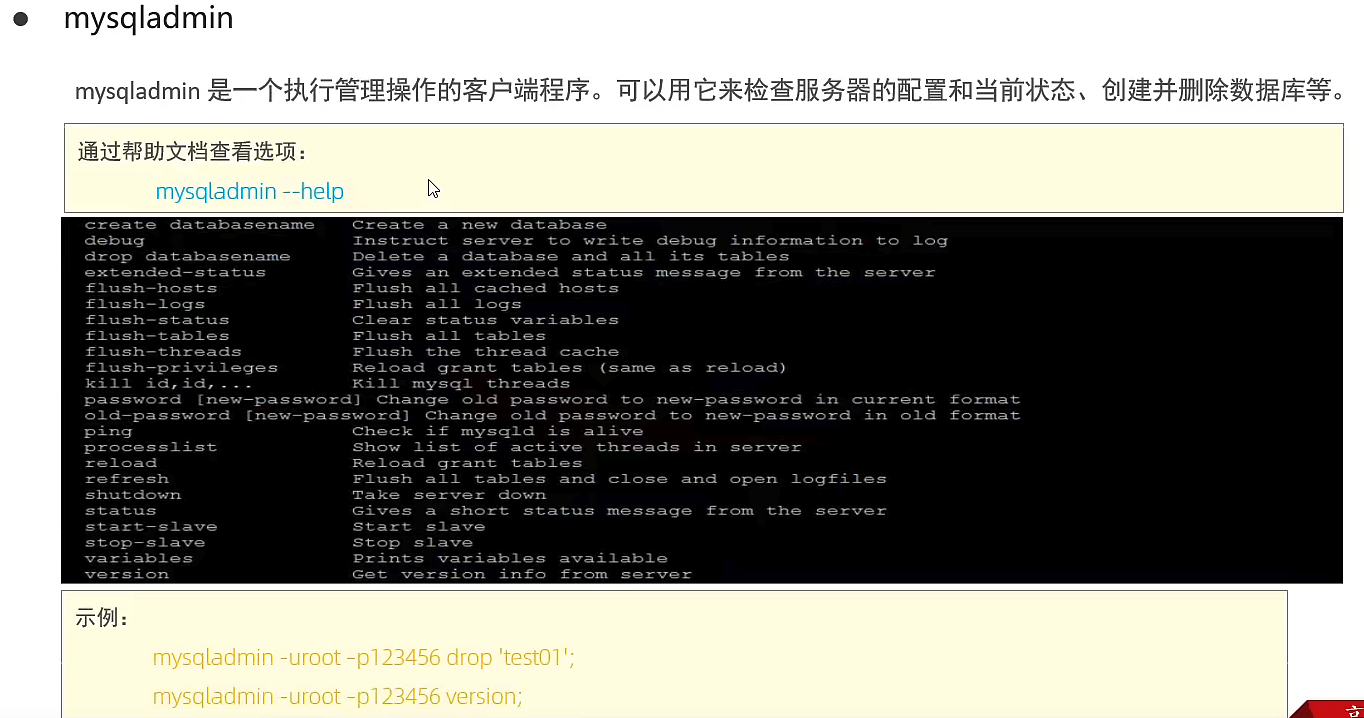 ● mysqladmin
mysqladmin 是一个执行管理操作的客户端程序。可以用它来检查服务器的配置和当前状态、创建并删除数据库等。
通过帮助文档查看选项：
mysqladmin --help
create databasename Create a new database
debug Instruct server to write debug information to log
drop databasename Delete a database and all its tables
extended-status Gives an extended status message from the server
flush-hosts Flush all cached hosts
flush-logs Flush all logs
flush-status Clear status variables
flush-tables Flush all tables
flush-threads Flush the thread cache
flush-privileges Reload grant tables (same as reload)
kill id,id,... Kill mysql threads
password [new-password] Change old password to new-password in current format
old-password [new-password] Change old password to new-password in old format
ping Check if mysqld is alive
processlist Show list of active threads in server
reload Reload grant tables
refresh Flush all tables and close and open logfiles
shutdown Take server down
status Gives a short status message from the server
start-slave Start slave
stop-slave Stop slave
variables Prints variables available
version Get version info from server
示例：
mysqladmin -uroot –p123456 drop 'test01';
mysqladmin -uroot –p123456 version;